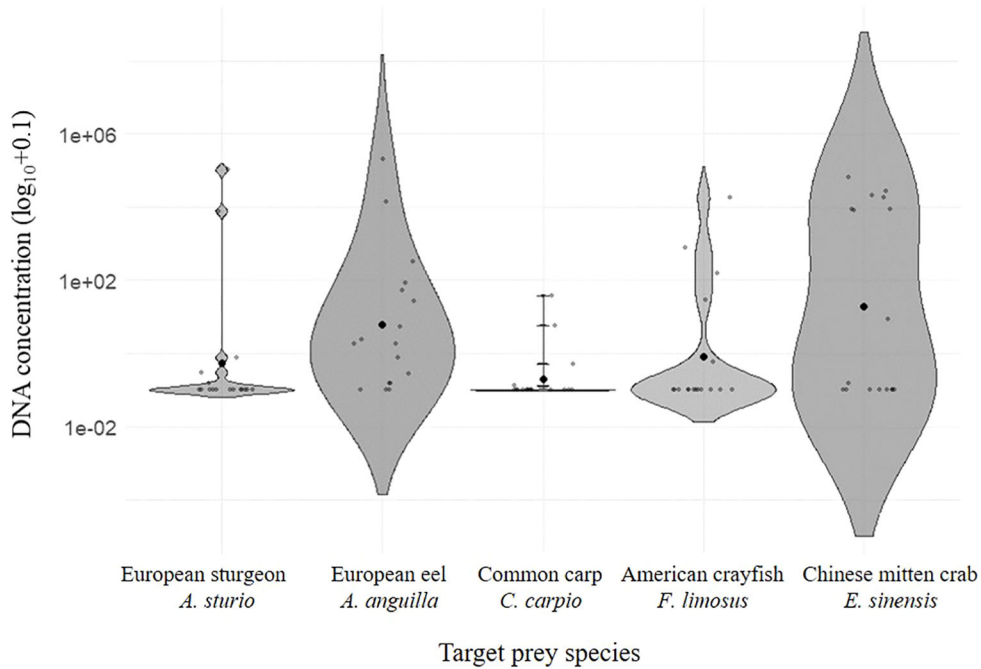 DNA concentration (log₁₀+0.1)
1e+06
1e+02
1e-02
European sturgeon
A. sturio
European eel
A. anguilla
Common carp
C. carpio
American crayfish
F. limosus
Chinese mitten crab
E. sinensis
Target prey species